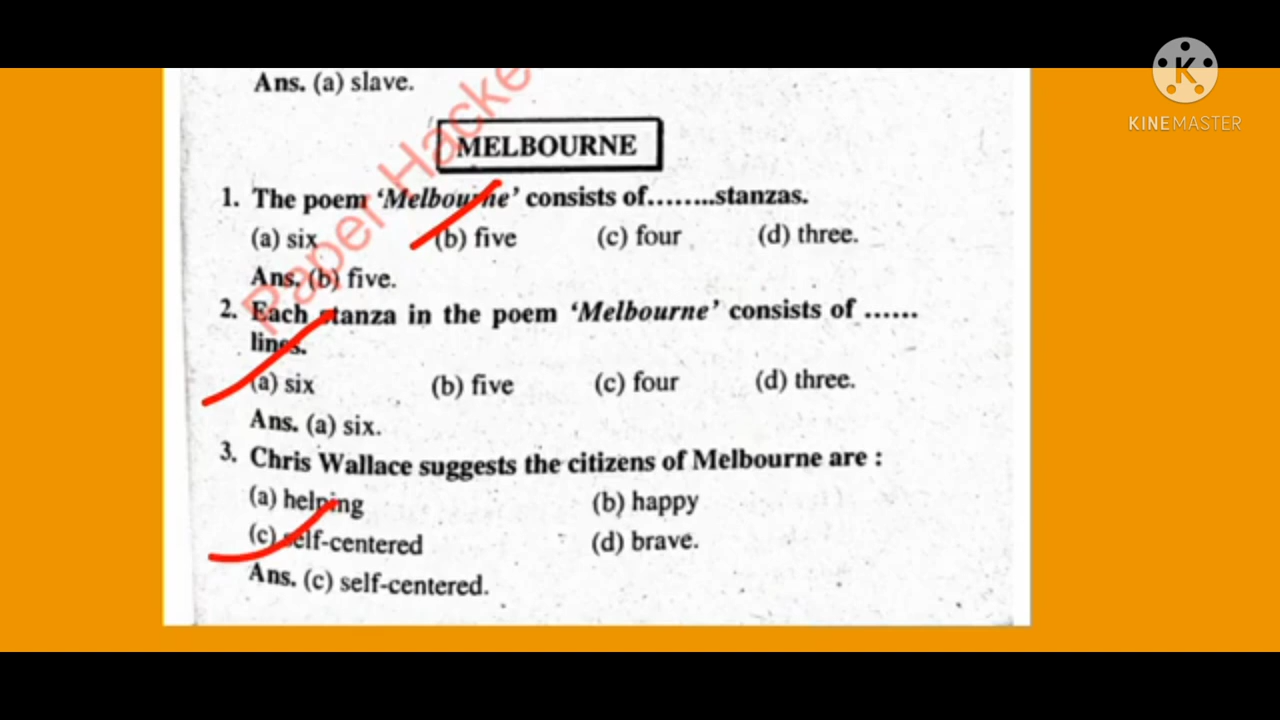 KINEMASTER
Ans. (a) slave.
Paper Hacke
MELBOURNE
1. The poem ‘Melbourne’ consists of........stanzas.
(a) six (b) five (c) four (d) three.
Ans. (b) five.
2. Each stanza in the poem ‘Melbourne’ consists of ......
lines.
(a) six (b) five (c) four (d) three.
Ans. (a) six.
3. Chris Wallace suggests the citizens of Melbourne are :
(a) helping (b) happy
(c) self-centered (d) brave.
Ans. (c) self-centered.